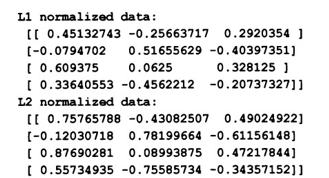 L1 normalized data:
[[ 0.45132743 -0.25663717 0.2920354 ]
[-0.0794702 0.51655629 -0.40397351]
[ 0.609375 0.0625 0.328125 ]
[ 0.33640553 -0.4562212 -0.20737327]]
L2 normalized data:
[[ 0.75765788 -0.43082507 0.49024922]
[-0.12030718 0.78199664 -0.61156148]
[ 0.87690281 0.08993875 0.47217844]
[ 0.55734935 -0.75585734 -0.34357152]]